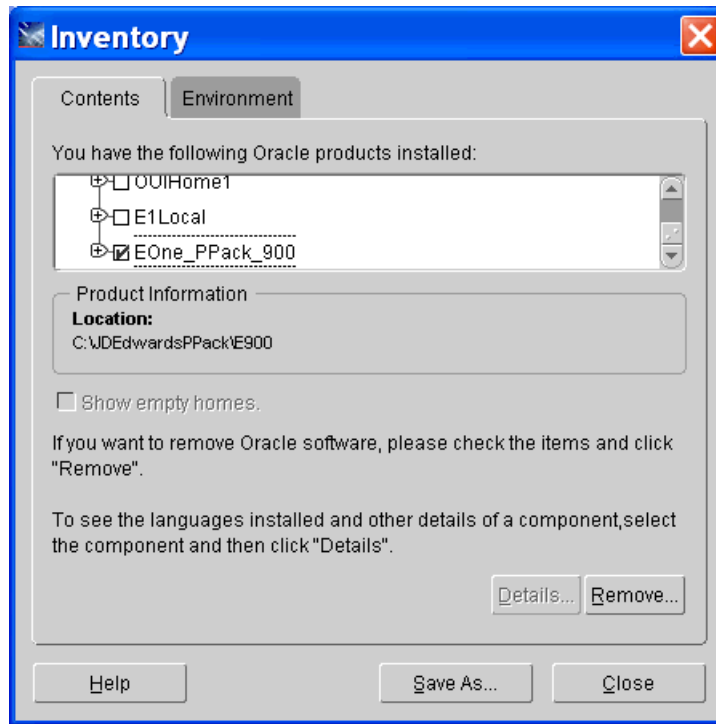 Inventory
Contents
Environment
You have the following Oracle products installed:
OUIHome1
E1Local
EOne_PPack_900
Product Information
Location:
C:\JDEdwardsPPack\E900
Show empty homes.
If you want to remove Oracle software, please check the items and click
"Remove".
To see the languages installed and other details of a component,select
the component and then click "Details".
Details...
Remove...
Help
Save As...
Close